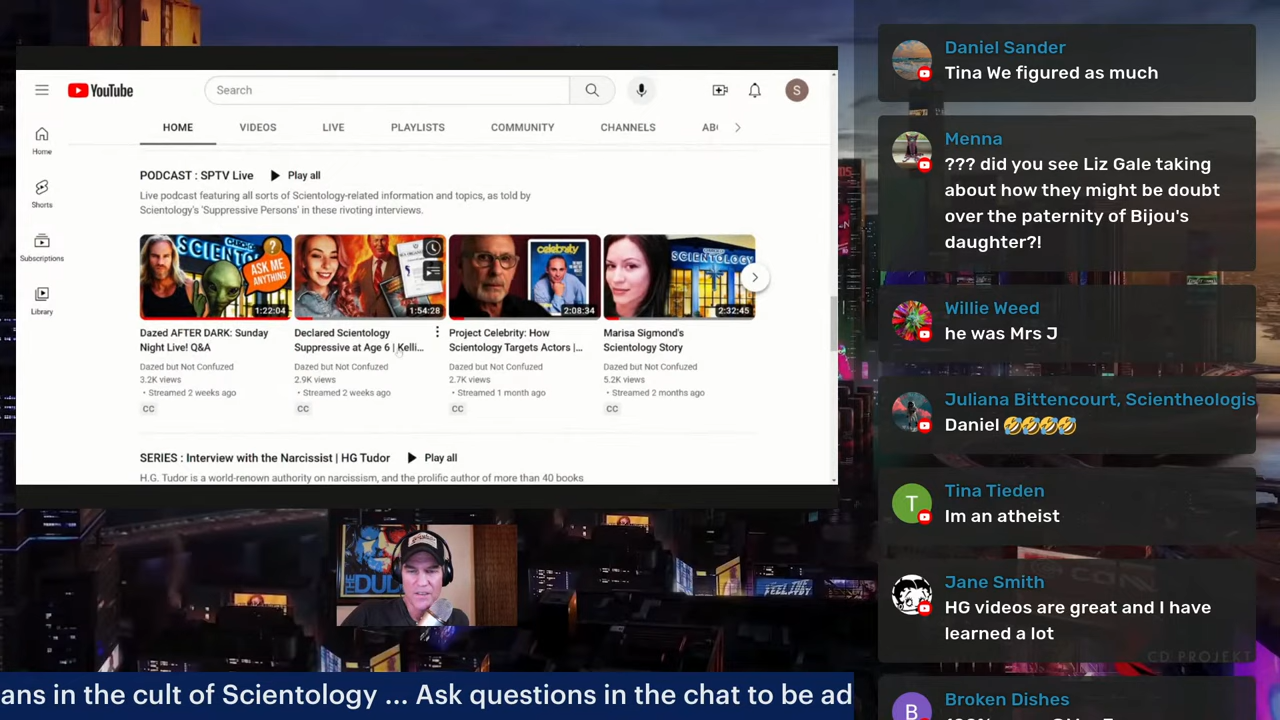 YouTube
Search
S
HOME
VIDEOS
LIVE
PLAYLISTS
COMMUNITY
CHANNELS
Home
Shorts
Subscriptions
Library
PODCAST : SPTV Live
Play all
Live podcast featuring all sorts of Scientology-related information and topics, as told by
Scientology's 'Suppressive Persons' in these rivoting interviews.
ASK ME
ANYTHING
1:22:04
1:54:28
celebrity
2:08:34
SCIENTOLOGY
2:32:45
Dazed AFTER DARK: Sunday
Night Live! Q&A
Dazed but Not Confuzed
3.2K views
• Streamed 2 weeks ago
CC
Declared Scientology
Suppressive at Age 6 | Kelli...
Dazed but Not Confuzed
2.9K views
• Streamed 2 weeks ago
CC
Project Celebrity: How
Scientology Targets Actors |...
Dazed but Not Confuzed
2.7K views
• Streamed 1 month ago
CC
Marisa Sigmond's
Scientology Story
Dazed but Not Confuzed
5.2K views
• Streamed 2 months ago
CC
SERIES : Interview with the Narcissist | HG Tudor
Play all
H.G. Tudor is a world-renown authority on narcissism, and the prolific author of more than 40 books
THE DUDE
ans in the cult of Scientology ... Ask questions in the chat to be ad
Daniel Sander
Tina We figured as much
Menna
??? did you see Liz Gale taking
about how they might be doubt
over the paternity of Bijou's
daughter?!
Willie Weed
he was Mrs J
Juliana Bittencourt, Scientheologis
Daniel 🤣🤣🤣🤣
T
Tina Tieden
Im an atheist
Jane Smith
HG videos are great and I have
learned a lot
CD PROJEKT
B
Broken Dishes